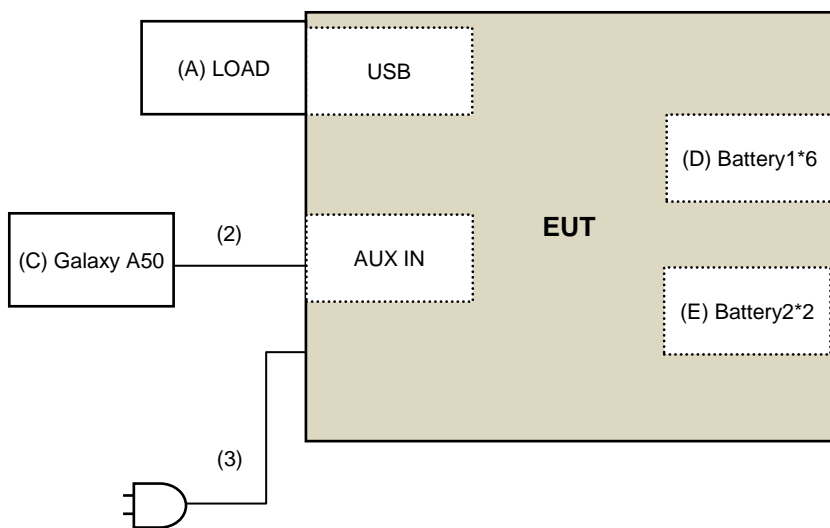 (A) LOAD
USB
(D) Battery1*6
(2)
EUT
(C) Galaxy A50
AUX IN
(E) Battery2*2
(3)